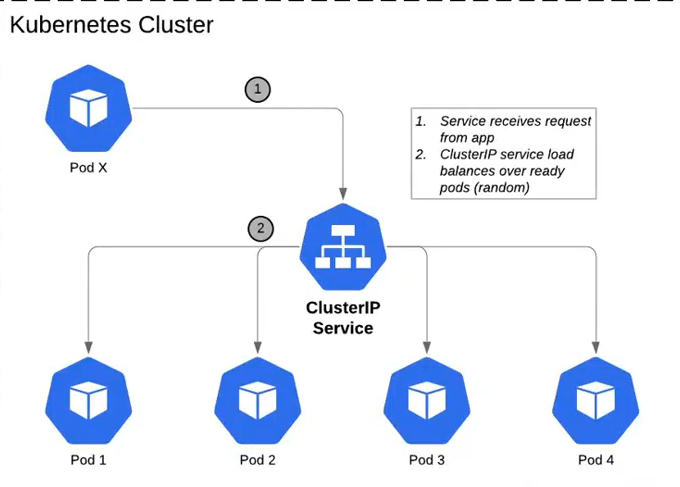 Kubernetes Cluster
1
Pod X
1. Service receives request
from app
2. ClusterIP service load
balances over ready
pods (random)
2
ClusterIP
Service
Pod 1
Pod 2
Pod 3
Pod 4